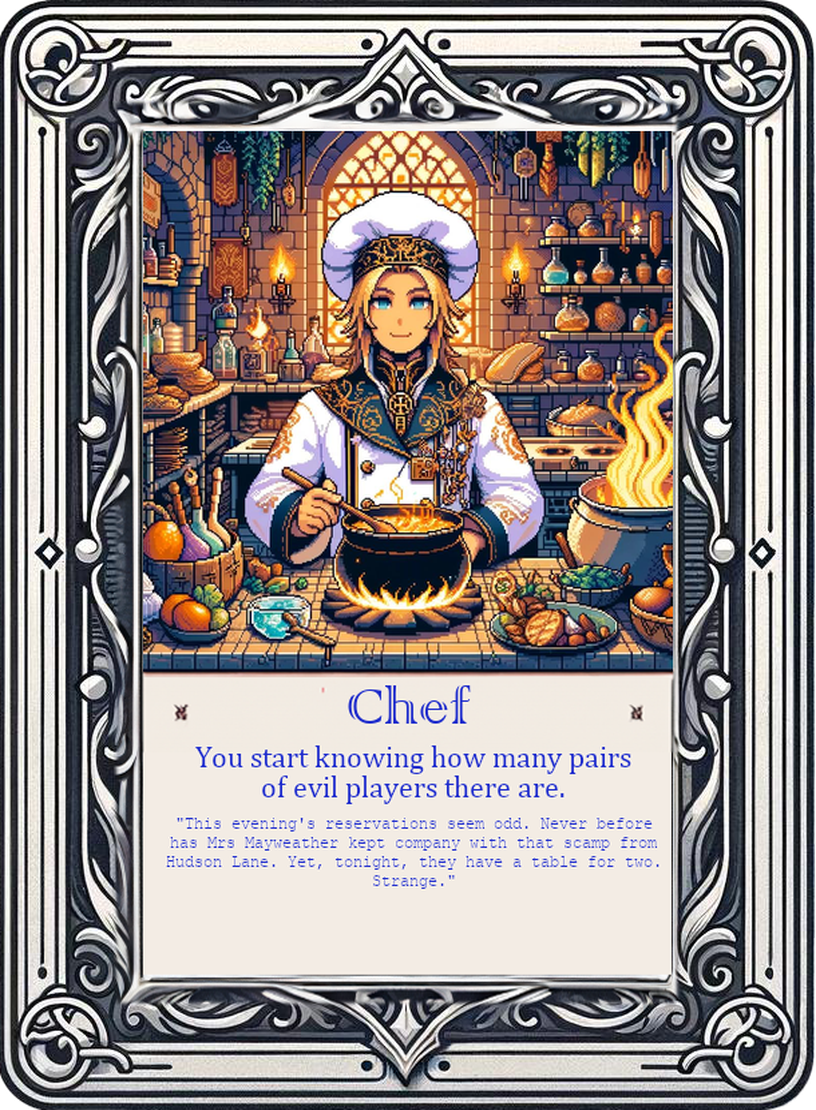 Chef
You start knowing how many pairs
of evil players there are.
"This evening's reservations seem odd. Never before
has Mrs Mayweather kept company with that scamp from
Hudson Lane. Yet, tonight, they have a table for two.
Strange."